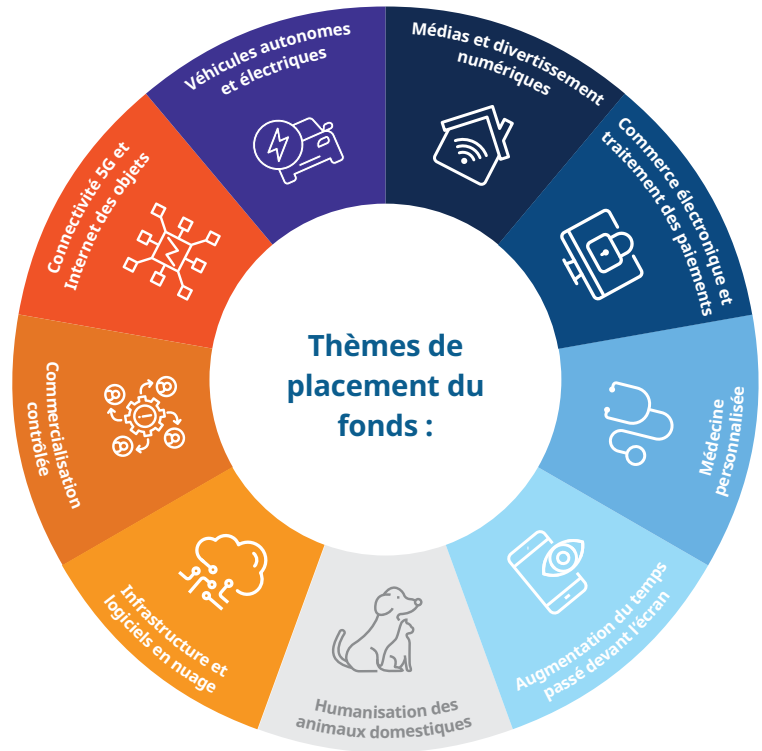 Thèmes de
placement du
fonds :
Médias et divertissement
numériques
Commerce électronique et
traitement des paiements
Médecine
personnalisée
Augmentation du temps
passé devant l'écran
Humanisation des
animaux domestiques
Infrastructure et
logiciels en nuage
Commercialisation
contrôlée
Connectivité 5G et
Internet des objets
Véhicules autonomes
et électriques